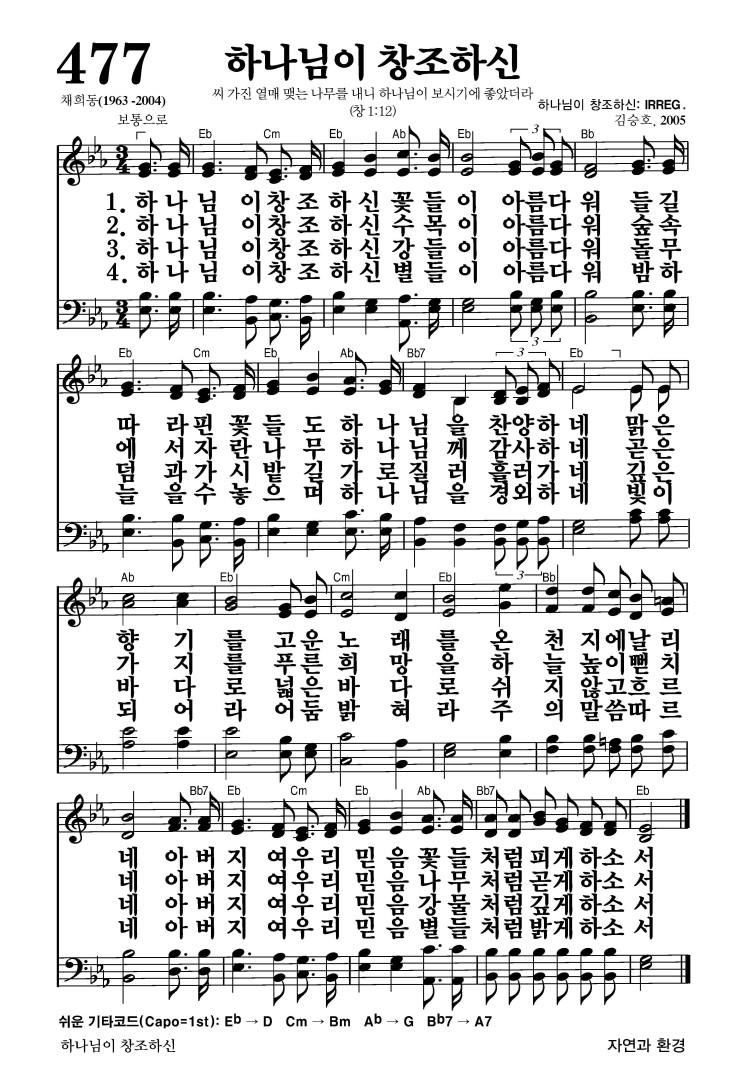 477
하나님이 창조하신
채희동(1963 -2004)
씨 가진 열매 맺는 나무를 내니 하나님이 보시기에 좋았더라
(창 1:12)
하나님이 창조하신: IRREG.
보통으로
김승호, 2005
Eb Cm Eb Ab Eb 3 Bb
1. 하 나 님 이 창 조 하 신 꽃 들 이 아 름 다 워 들 길
2. 하 나 님 이 창 조 하 신 수 목 이 아 름 다 워 숲 속
3. 하 나 님 이 창 조 하 신 강 들 이 아 름 다 워 돌 무
4. 하 나 님 이 창 조 하 신 별 들 이 아 름 다 워 밤 하
3
Eb Cm Eb Ab Bb7 3 Eb
따 라 핀 꽃 들 도 하 나 님 을 찬 양 하 네 맑 은
에 서 자 란 나 무 하 나 님 께 감 사 하 네 곧 은
덤 과 가 시 밭 길 가 로 질 러 흘 러 가 네 깊 은
늘 을 수 놓 으 며 하 나 님 을 경 외 하 네 빛 이
3
Ab Eb Cm Eb 3 Bb
향 기 를 고 운 노 래 를 온 천 지 에 날 리
가 지 를 푸 른 희 망 을 하 늘 높 이 뻗 치
바 다 로 넓 은 바 다 로 쉬 지 않 고 흐 르
되 어 라 어 둠 밝 혀 라 주 의 말 씀 따 르
3
Bb7 Eb Cm Eb Ab Bb7 Eb
네 아 버 지 여 우 리 믿 음 꽃 들 처 럼 피 게 하 소 서
네 아 버 지 여 우 리 믿 음 나 무 처 럼 곧 게 하 소 서
네 아 버 지 여 우 리 믿 음 강 물 처 럼 깊 게 하 소 서
네 아 버 지 여 우 리 믿 음 별 들 처 럼 밝 게 하 소 서
쉬운 기타코드(Capo=1st): Eb → D Cm → Bm Ab → G Bb7 → A7
하나님이 창조하신
자연과 환경